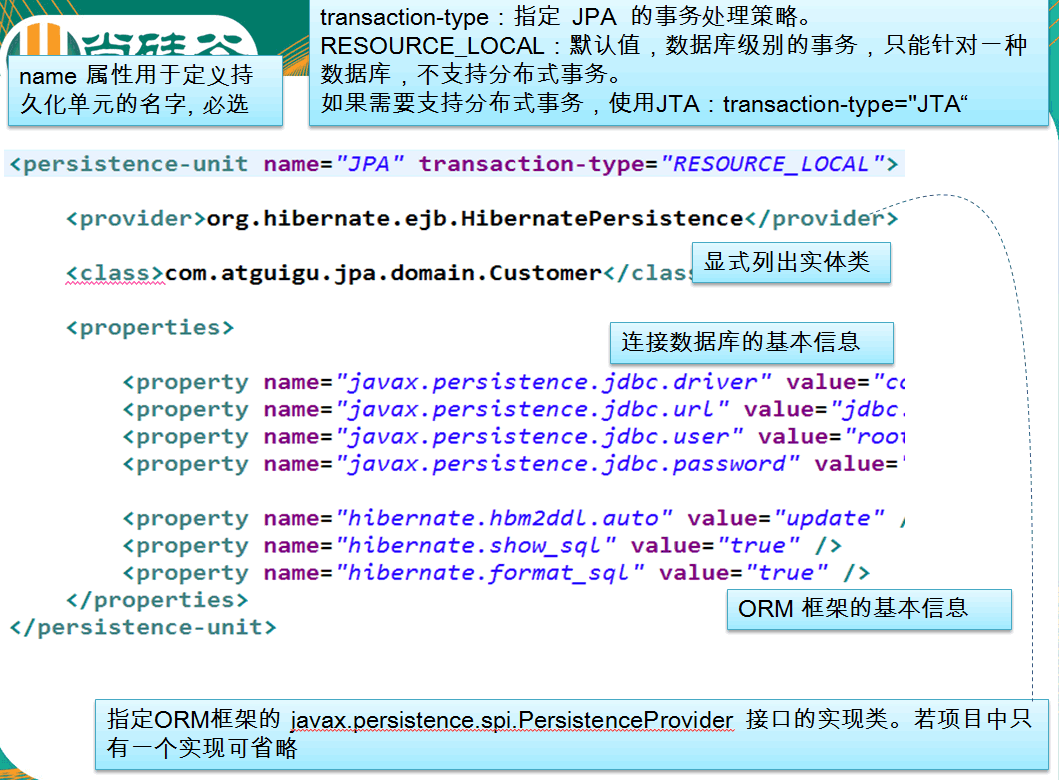 尚硅谷
name 属性用于定义持
久化单元的名字, 必选
transaction-type：指定 JPA 的事务处理策略。
RESOURCE_LOCAL：默认值，数据库级别的事务，只能针对一种
数据库，不支持分布式事务。
如果需要支持分布式事务，使用JTA：transaction-type="JTA“
<persistence-unit name="JPA" transaction-type="RESOURCE_LOCAL">
<provider>org.hibernate.ejb.HibernatePersistence</provider>
<class>com.atguigu.jpa.domain.Customer</clas
显式列出实体类
<properties>
连接数据库的基本信息
<property name="javax.persistence.jdbc.driver" value="co
<property name="javax.persistence.jdbc.url" value="jdbc.
<property name="javax.persistence.jdbc.user" value="root
<property name="javax.persistence.jdbc.password" value="
<property name="hibernate.hbm2ddl.auto" value="update" /
<property name="hibernate.show_sql" value="true" />
<property name="hibernate.format_sql" value="true" />
</properties>
ORM 框架的基本信息
</persistence-unit>
指定ORM框架的 javax.persistence.spi.PersistenceProvider 接口的实现类。若项目中只
有一个实现可省略